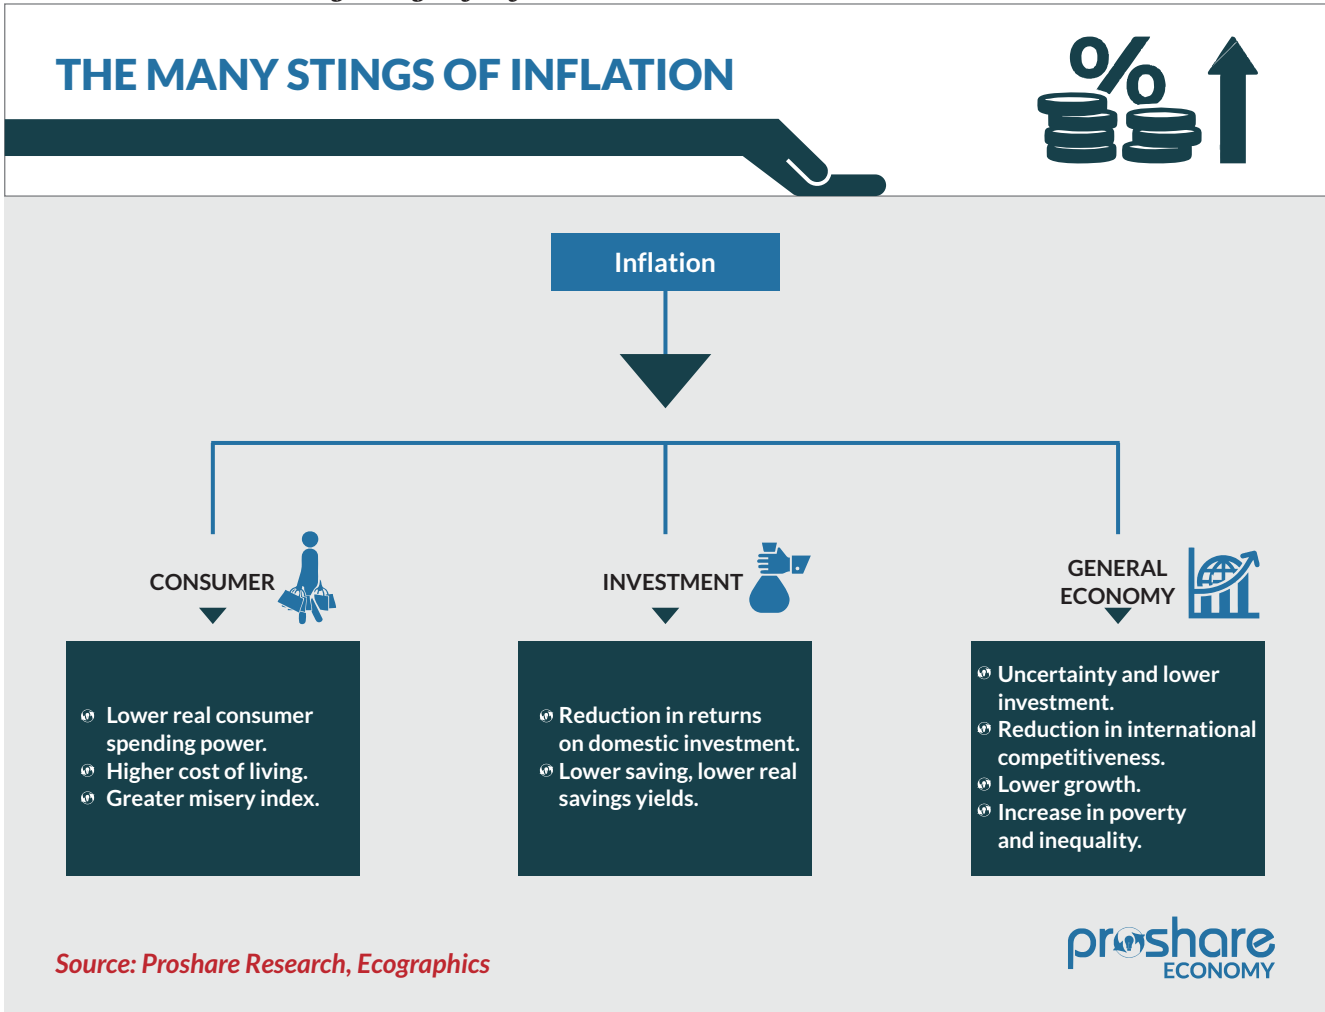 THE MANY STINGS OF INFLATION
%
Inflation
CONSUMER
Lower real consumer
spending power.
Higher cost of living.
Greater misery index.
INVESTMENT
Reduction in returns
on domestic investment.
Lower saving, lower real
savings yields.
GENERAL
ECONOMY
Uncertainty and lower
investment.
Reduction in international
competitiveness.
Lower growth.
Increase in poverty
and inequality.
Source: Proshare Research, Ecographics
proshare
ECONOMY